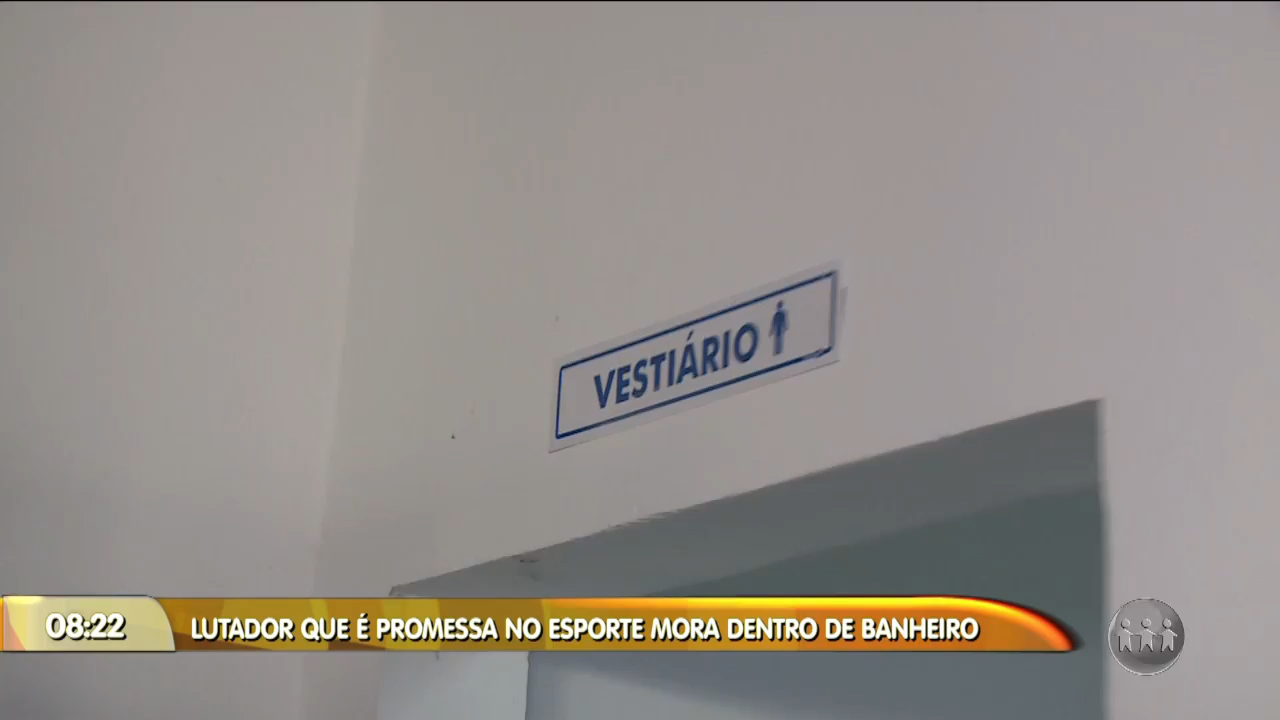 VESTIÁRIO
08:22
LUTADOR QUE É PROMESSA NO ESPORTE MORA DENTRO DE BANHEIRO